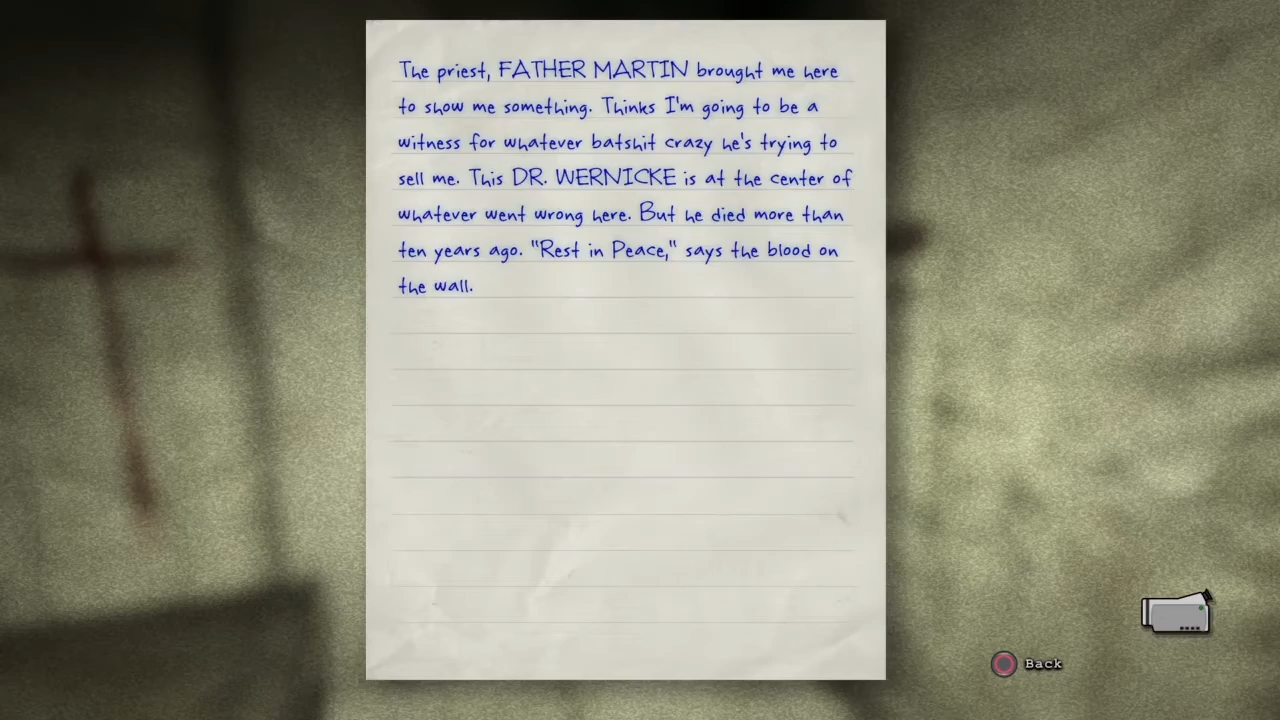 The priest, FATHER MARTIN brought me here
to show me something. Thinks I'm going to be a
witness for whatever batshit crazy he's trying to
sell me. This DR. WERNICKE is at the center of
whatever went wrong here. But he died more than
ten years ago. "Rest in Peace," says the blood on
the wall.
Back